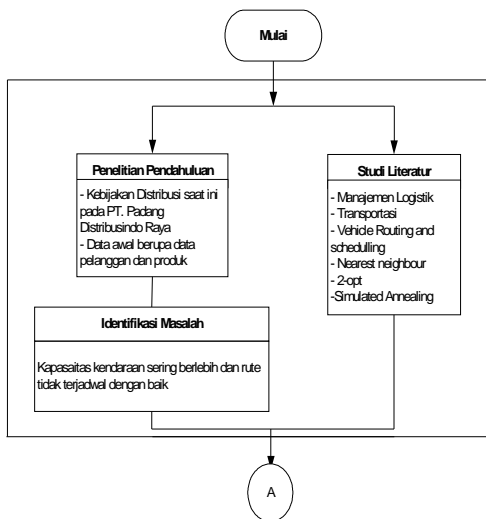 Mulai
Penelitian Pendahuluan
- Kebijakan Distribusi saat ini
pada PT. Padang
Distribusindo Raya
- Data awal berupa data
pelanggan dan produk
Studi Literatur
- Manajemen Logistik
- Transportasi
- Vehicle Routing and
schedulling
- Nearest neighbour
- 2-opt
-Simulated Annealing
Identifikasi Masalah
Kapasaitas kendaraan sering berlebih dan rute
tidak terjadwal dengan baik
A